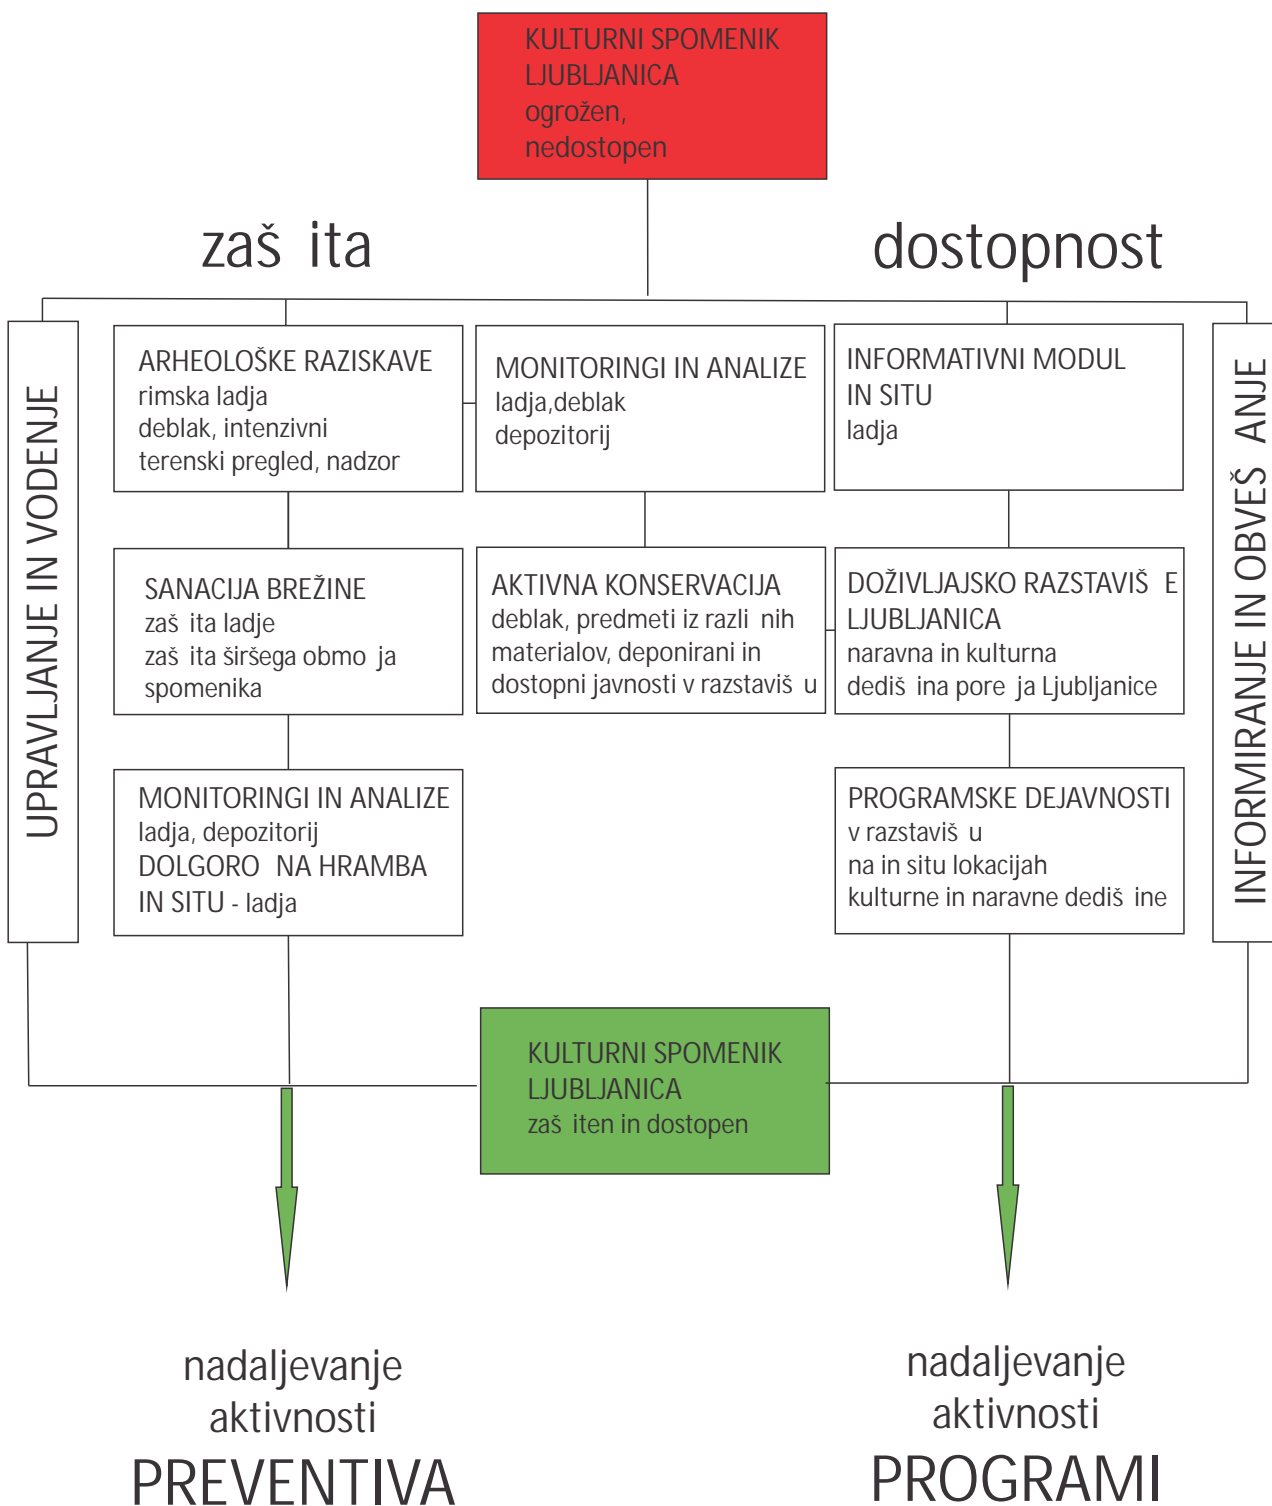 KULTURNI SPOMENIK
LJUBLJANICA
ogrožen,
nedostopen
zaš ita
dostopnost
UPRAVLJANJE IN VODENJE
ARHEOLOŠKE RAZISKAVE
rimska ladja
deblak, intenzivni
terenski pregled, nadzor
MONITORINGI IN ANALIZE
ladja,deblak
depozitorij
INFORMATIVNI MODUL
IN SITU
ladja
INFORMIRANJE IN OBVEŠ ANJE
SANACIJA BREŽINE
zaš ita ladje
zaš ita širšega obmo ja
spomenika
AKTIVNA KONSERVACIJA
deblak, predmeti iz razli nih
materialov, deponirani in
dostopni javnosti v razstaviš u
DOŽIVLJAJSKO RAZSTAVIŠ E
LJUBLJANICA
naravna in kulturna
dediš ina pore ja Ljubljanice
MONITORINGI IN ANALIZE
ladja, depozitorij
DOLGORO NA HRAMBA
IN SITU - ladja
PROGRAMSKE DEJAVNOSTI
v razstaviš u
na in situ lokacijah
kulturne in naravne dediš ine
KULTURNI SPOMENIK
LJUBLJANICA
zaš iten in dostopen
nadaljevanje
aktivnosti
PREVENTIVA
nadaljevanje
aktivnosti
PROGRAMI